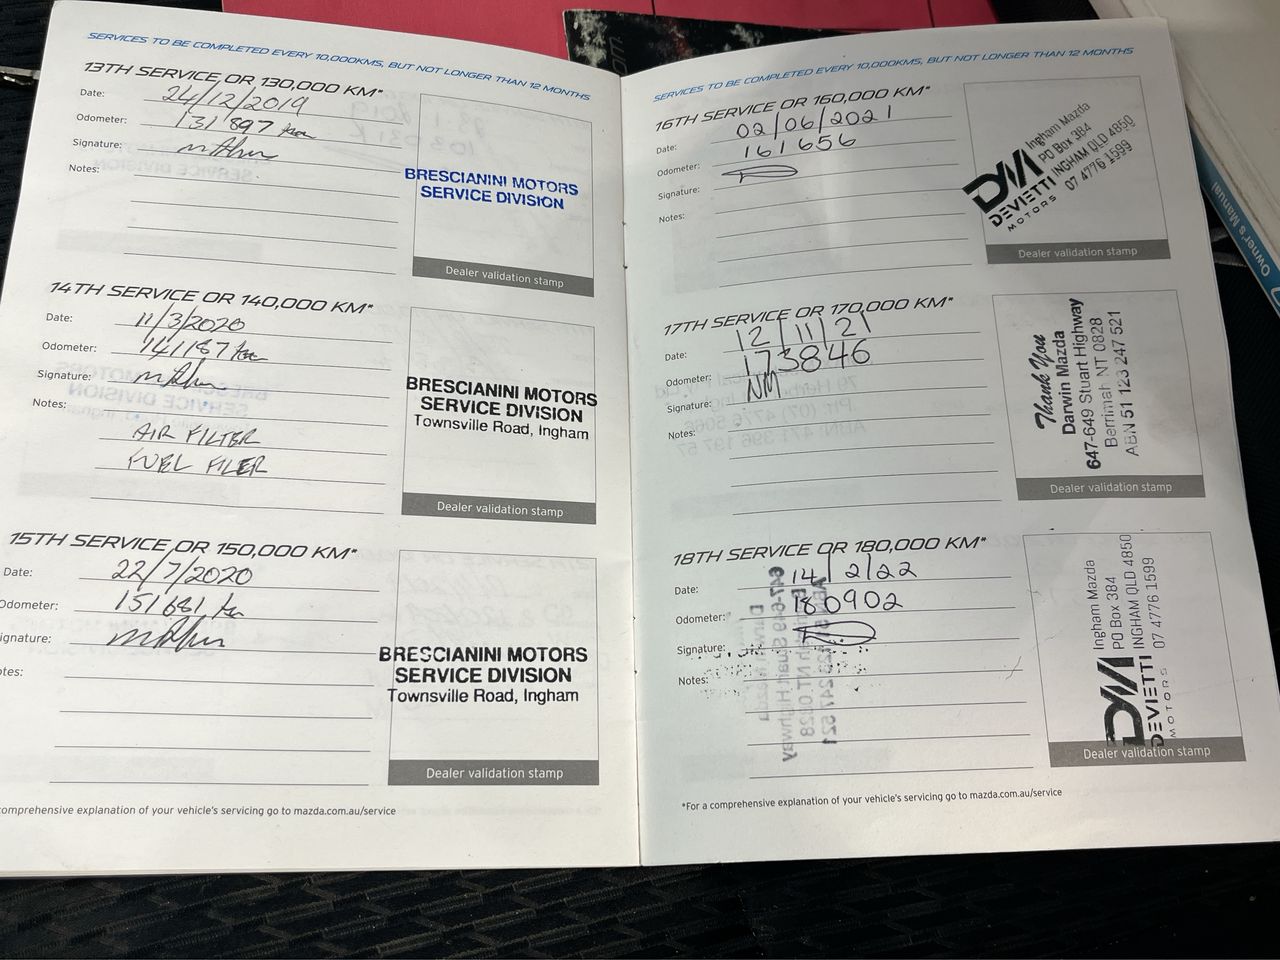 SERVICES TO BE COMPLETED EVERY 10,000KMS, BUT NOT LONGER THAN 12 MONTHS
13TH SERVICE OR 130,000 KM*
Date: 24/12/2019
Odometer: 131897 km
Signature:
Notes:
BRESCIANINI MOTORS
SERVICE DIVISION
Dealer validation stamp
14TH SERVICE OR 140,000 KM*
Date: 11/3/2020
Odometer: 141187 km
Signature:
Notes:
AIR FILTER
FUEL FILER
BRESCIANINI MOTORS
SERVICE DIVISION
Townsville Road, Ingham
Dealer validation stamp
15TH SERVICE OR 150,000 KM*
Date: 22/7/2020
Odometer: 151681 km
ignature:
otes:
BRESCIANINI MOTORS
SERVICE DIVISION
Townsville Road, Ingham
Dealer validation stamp
omprehensive explanation of your vehicle's servicing go to mazda.com.au/service
SERVICES TO BE COMPLETED EVERY 10,000KMS, BUT NOT LONGER THAN 12 MONTHS
16TH SERVICE OR 160,000 KM*
Date: 02/06/2021
Odometer: 161656
Signature:
Notes:
DM
DEVIETTI
MOTORS
Ingham Mazda
PO Box 384
INGHAM QLD 4850
07 4776 1599
Dealer validation stamp
17TH SERVICE OR 170,000 KM*
Date: 12/11/21
Odometer: 173846
Signature: NM
Notes:
Thank You
Darwin Mazda
647-649 Stuart Highway
Berrimah NT 0828
ABN 51 123 247 521
Dealer validation stamp
18TH SERVICE OR 180,000 KM*
Date: 14/2/22
Odometer: 180902
Signature:
Notes:
DM
DEVIETTI
MOTORS
Ingham Mazda
PO Box 384
INGHAM QLD 4850
07 4776 1599
Dealer validation stamp
*For a comprehensive explanation of your vehicle's servicing go to mazda.com.au/service
Owner's Manual